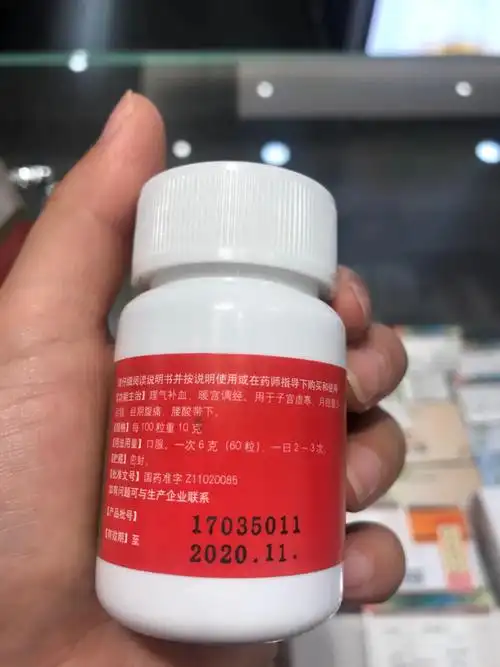 请仔细阅读说明书并按说明使用或在药师指导下购买和使用
【功能主治】理气补血，暖宫调经。用于子宫虚寒，月经量
经期腹痛，腰酸带下。
【规格】每100粒重10克
【用法用量】口服。一次6克(60粒)，一日2~3次。
【贮藏】密封。
【批准文号】国药准字Z11020085
如有问题可与生产企业联系
【产品批号】 17035011
【有效期】至 2020.11.